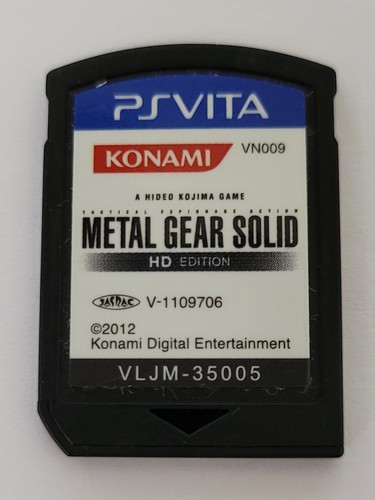 PSVITA
KONAMI VN009
A HIDEO KOJIMA GAME
TACTICAL ESPIONAGE ACTION
METAL GEAR SOLID
HD EDITION
JASRAC V-1109706
©2012
Konami Digital Entertainment
VLJM-35005